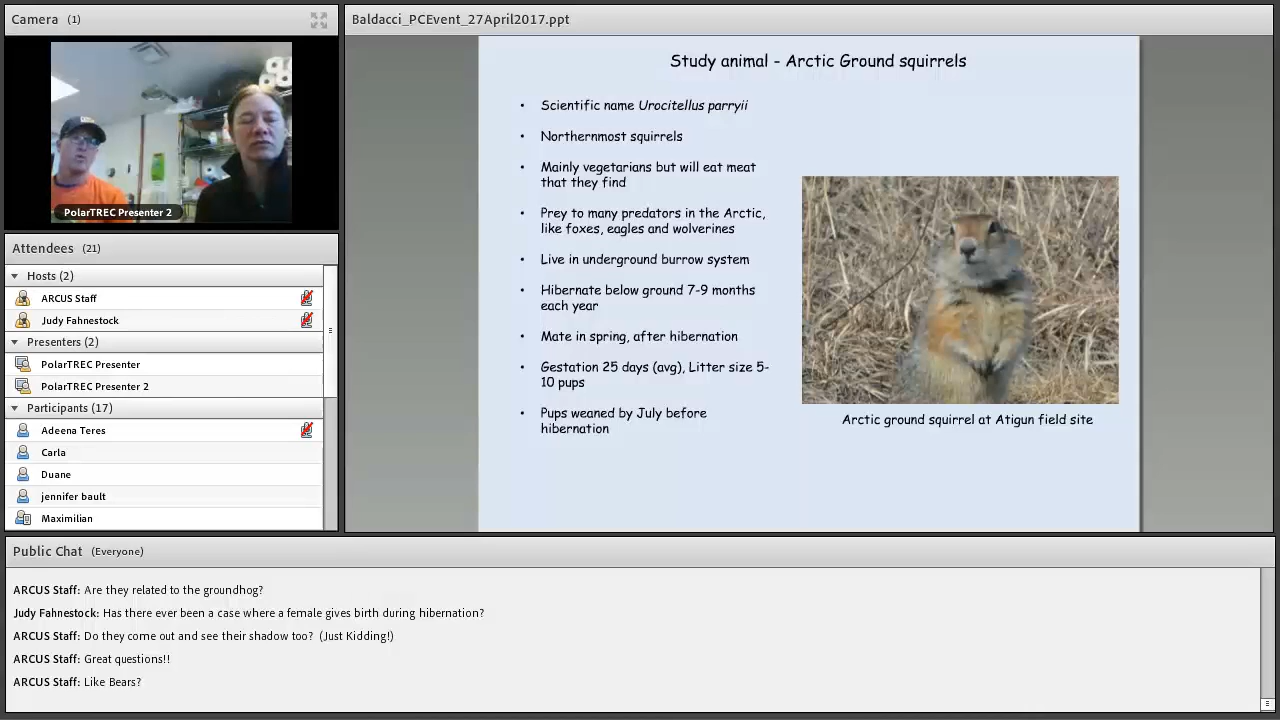 Camera (1)
PolarTREC Presenter 2
Attendees (21)
Hosts (2)
ARCUS Staff
Judy Fahnestock
Presenters (2)
PolarTREC Presenter
PolarTREC Presenter 2
Participants (17)
Adeena Teres
Carla
Duane
jennifer bault
Maximilian
Baldacci_PCEvent_27April2017.ppt
Study animal - Arctic Ground squirrels
• Scientific name Urocitellus parryii
• Northernmost squirrels
• Mainly vegetarians but will eat meat
that they find
• Prey to many predators in the Arctic,
like foxes, eagles and wolverines
• Live in underground burrow system
• Hibernate below ground 7-9 months
each year
• Mate in spring, after hibernation
• Gestation 25 days (avg), Litter size 5-
10 pups
• Pups weaned by July before
hibernation
Arctic ground squirrel at Atigun field site
Public Chat (Everyone)
ARCUS Staff: Are they related to the groundhog?
Judy Fahnestock: Has there ever been a case where a female gives birth during hibernation?
ARCUS Staff: Do they come out and see their shadow too? (Just Kidding!)
ARCUS Staff: Great questions!!
ARCUS Staff: Like Bears?